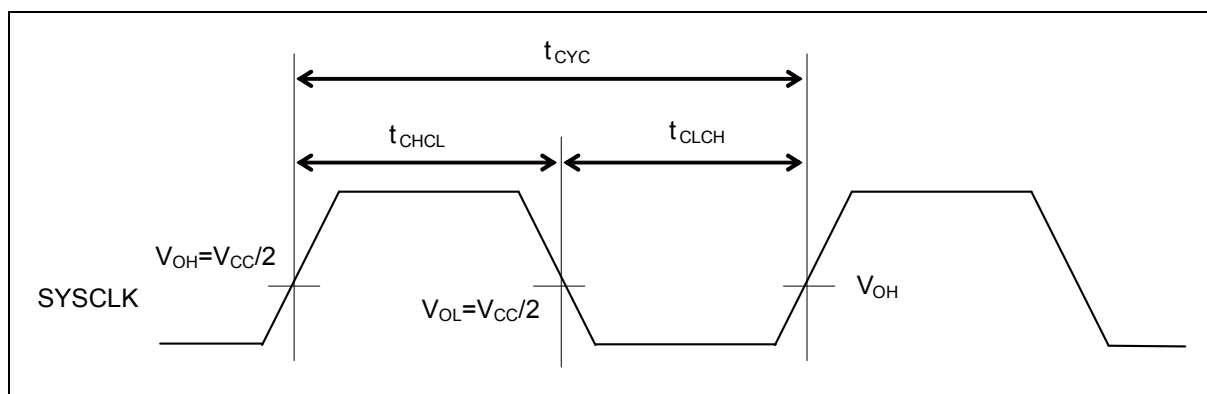 tCYC
tCHCL
tCLCH
VOH=VCC/2
SYSCLK
VOL=VCC/2
VOH